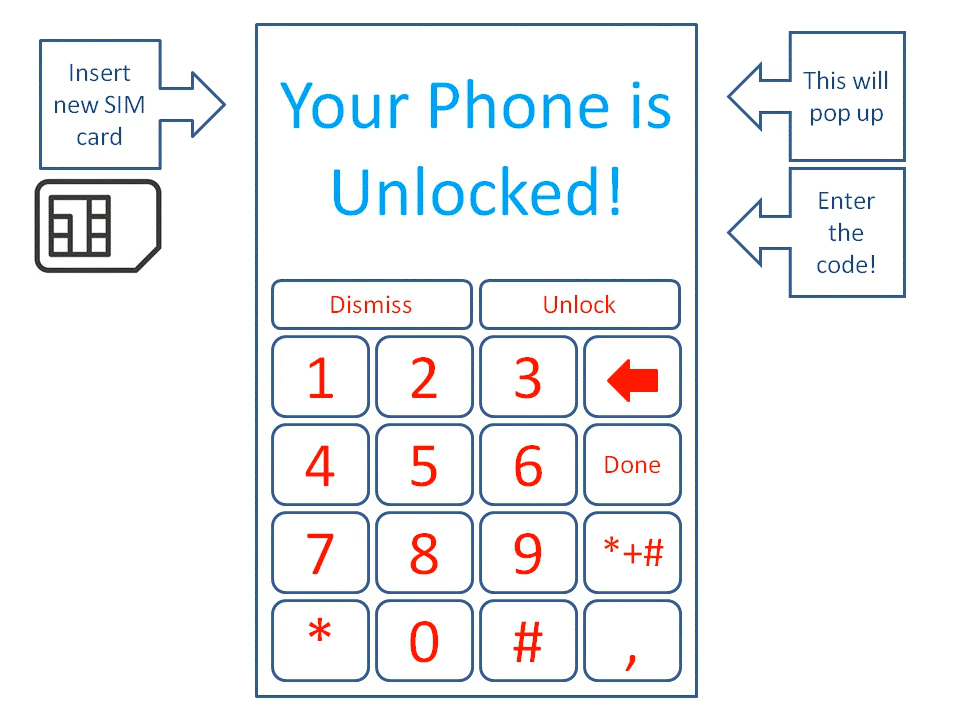 Insert
new SIM
card
Your Phone is
Unlocked!
This will
pop up
Enter
the
code!
Dismiss Unlock
1 2 3
4 5 6 Done
7 8 9 *+#
* 0 # ,